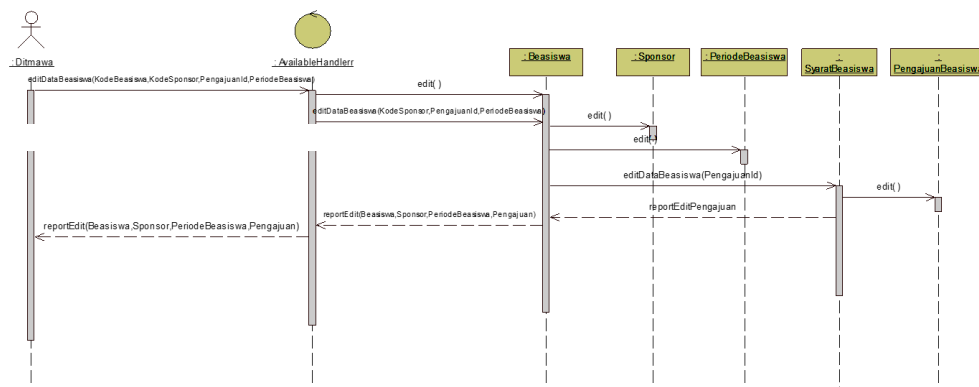 : Ditmawa
: AvailableHandlerr
: Beasiswa
: Sponsor
: PeriodeBeasiswa
:
SyaratBeasiswa
:
PengajuanBeasiswa
editDataBeasiswa(KodeBeasiswa,KodeSponsor,PengajuanId,PeriodeBeasiswa)
edit( )
editDataBeasiswa(KodeSponsor,PengajuanId,PeriodeBeasiswa)
edit( )
edit( )
editDataBeasiswa(PengajuanId)
edit( )
reportEditPengajuan
reportEdit(Beasiswa,Sponsor,PeriodeBeasiswa,Pengajuan)
reportEdit(Beasiswa,Sponsor,PeriodeBeasiswa,Pengajuan)